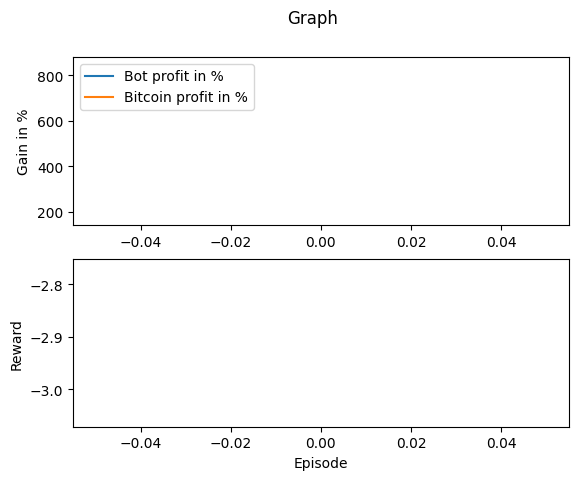 Graph
Bot profit in %
Bitcoin profit in %
Gain in %
800
600
400
200
−0.04 −0.02 0.00 0.02 0.04
Reward
−2.8
−2.9
−3.0
−0.04 −0.02 0.00 0.02 0.04
Episode